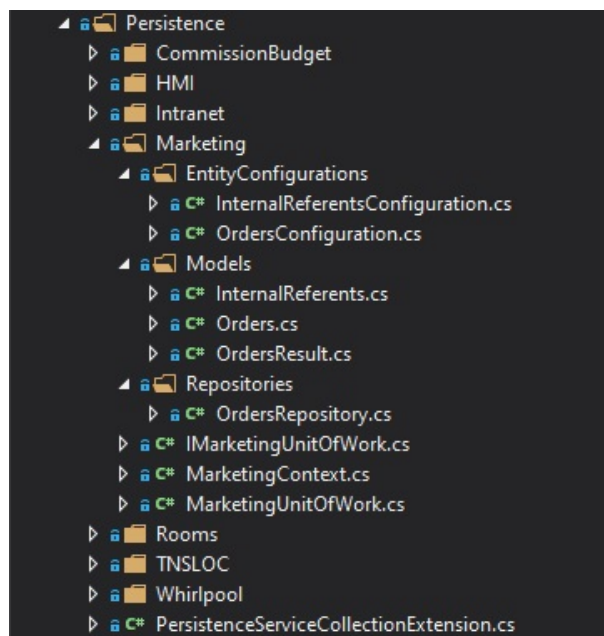 Persistence
CommissionBudget
HMI
Intranet
Marketing
EntityConfigurations
C# InternalReferentsConfiguration.cs
C# OrdersConfiguration.cs
Models
C# InternalReferents.cs
C# Orders.cs
C# OrdersResult.cs
Repositories
C# OrdersRepository.cs
C# IMarketingUnitOfWork.cs
C# MarketingContext.cs
C# MarketingUnitOfWork.cs
Rooms
TNSLOC
Whirlpool
C# PersistenceServiceCollectionExtension.cs